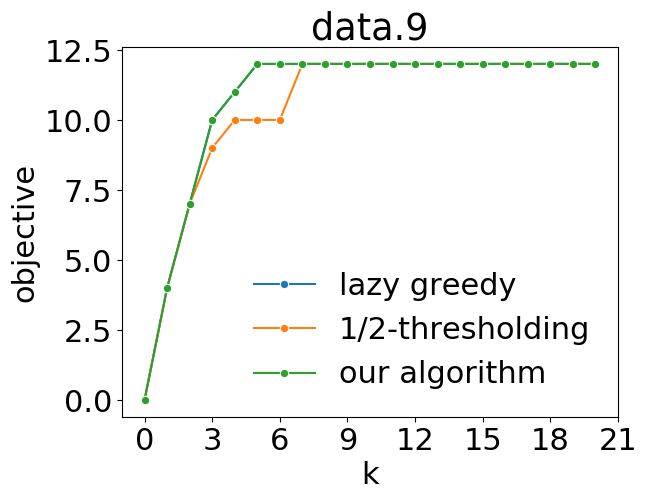 data.9
12.5
10.0
7.5
5.0
2.5
0.0
objective
lazy greedy
1/2-thresholding
our algorithm
0 3 6 9 12 15 18 21
k